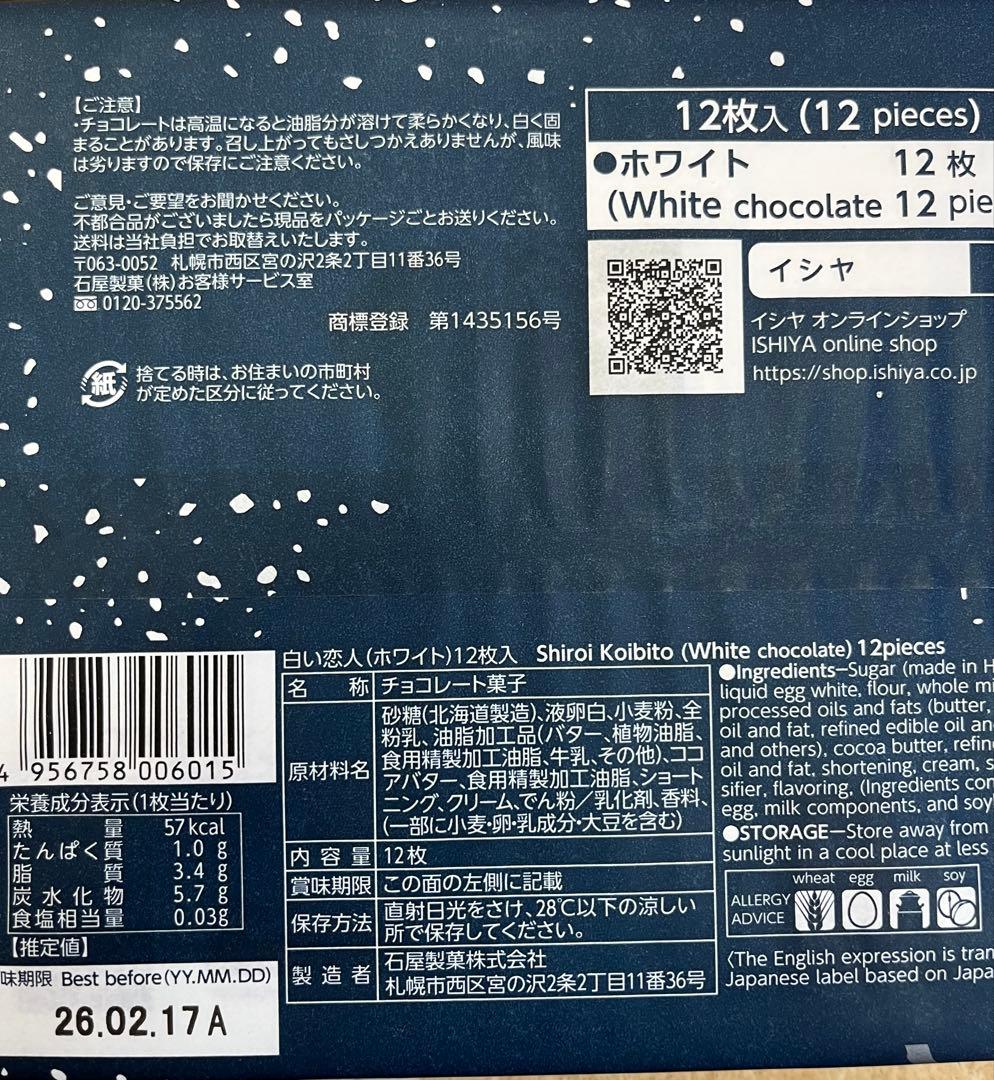 【ご注意】
・チョコレートは高温になると油脂分が溶けて柔らかくなり、白く固
まることがあります。召し上がってもさしつかえありませんが、風味
は劣りますので保存にご注意ください。
ご意見・ご要望をお聞かせください。
不都合品がございましたら現品をパッケージごとお送りください。
送料は当社負担でお取替えいたします。
〒063-0052 札幌市西区宮の沢2条2丁目11番36号
石屋製菓(株)お客様サービス室
0120-375562
商標登録 第1435156号
紙
捨てる時は、お住まいの市町村
が定めた区分に従ってください。
12枚入 (12 pieces)
●ホワイト 12 枚
(White chocolate 12 pie
イシヤ
イシヤ オンラインショップ
ISHIYA online shop
https://shop.ishiya.co.jp
4 956758 006015
栄養成分表示(1枚当たり)
熱量 57kcal
たんぱく質 1.0 g
脂質 3.4 g
炭水化物 5.7 g
食塩相当量 0.03g
【推定値】
味期限 Best before(YY.MM.DD)
26.02.17A
白い恋人(ホワイト)12枚入 Shiroi Koibito (White chocolate) 12pieces
名称 チョコレート菓子
原材料名 砂糖(北海道製造)、液卵白、小麦粉、全
粉乳、油脂加工品(バター、植物油脂、
食用精製加工油脂、牛乳、その他)、ココ
アバター、食用精製加工油脂、ショート
ニング、クリーム、でん粉/乳化剤、香料、
(一部に小麦・卵・乳成分・大豆を含む)
内容量 12枚
賞味期限 この面の左側に記載
保存方法 直射日光をさけ、28℃以下の涼しい
所で保存してください。
製造者 石屋製菓株式会社
札幌市西区宮の沢2条2丁目11番36号
●Ingredients—Sugar (made in H
liquid egg white, flour, whole mi
processed oils and fats (butter,
oil and fat, refined edible oil an
and others), cocoa butter, refin
oil and fat, shortening, cream, s
sifier, flavoring, (Ingredients con
egg, milk components, and soy
●STORAGE—Store away from
sunlight in a cool place at less
ALLERGY
ADVICE
wheat egg milk soy
〈The English expression is tran
Japanese label based on Japa